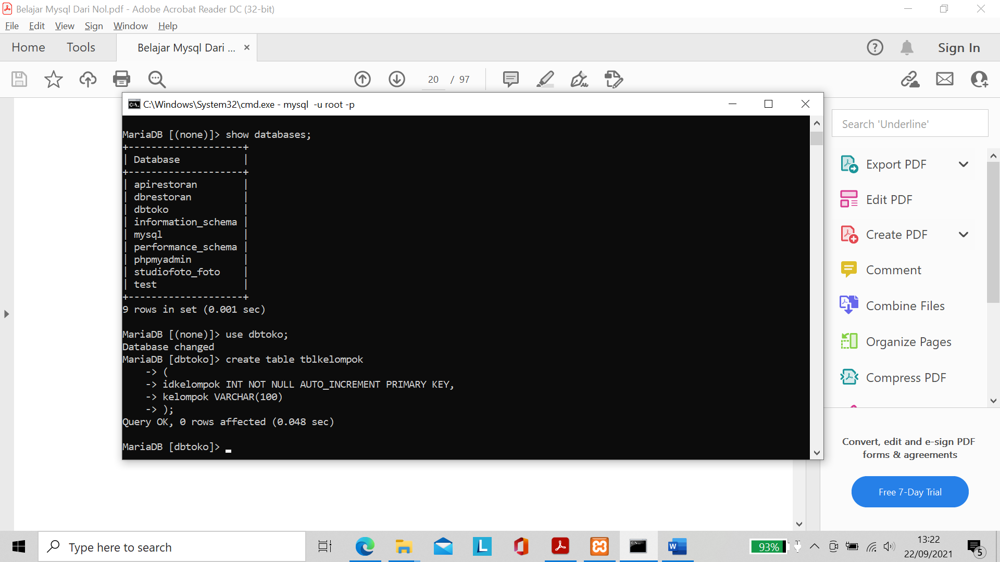 Belajar Mysql Dari Nol.pdf - Adobe Acrobat Reader DC (32-bit)
File Edit View Sign Window Help
Home Tools Belajar Mysql Dari ... × Sign In
20 / 97
C:\Windows\System32\cmd.exe - mysql  -u root -p
MariaDB [(none)]> show databases;
+--------------------+
| Database           |
+--------------------+
| apirestoran        |
| dbrestoran         |
| dbtoko             |
| information_schema |
| mysql              |
| performance_schema |
| phpmyadmin         |
| studiofoto_foto    |
| test               |
+--------------------+
9 rows in set (0.001 sec)
MariaDB [(none)]> use dbtoko;
Database changed
MariaDB [dbtoko]> create table tblkelompok
    -> (
    -> idkelompok INT NOT NULL AUTO_INCREMENT PRIMARY KEY,
    -> kelompok VARCHAR(100)
    -> );
Query OK, 0 rows affected (0.048 sec)
MariaDB [dbtoko]>
Search 'Underline'
Export PDF
Edit PDF
Create PDF
Comment
Combine Files
Organize Pages
Compress PDF
Convert, edit and e-sign PDF
forms & agreements
Free 7-Day Trial
Type here to search
93%
13:22
22/09/2021
5